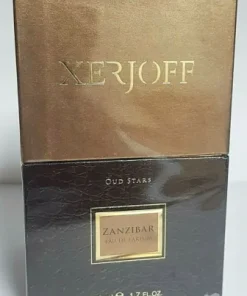 XERJOFF
OUD STARS
ZANZIBAR
EAU DE PARFUM
1.7 FL.OZ